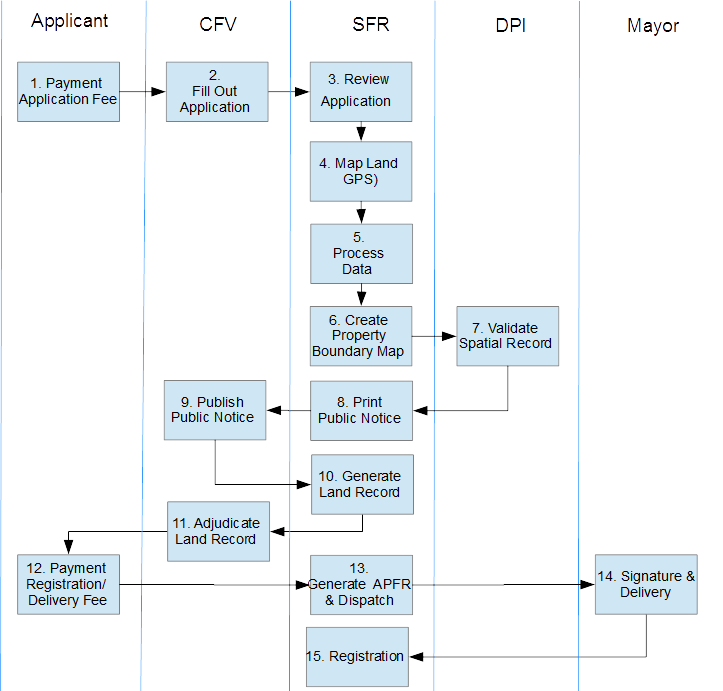 Applicant
CFV
SFR
DPI
Mayor
1. Payment
Application Fee
2.
Fill Out
Application
3. Review
Application
4. Map Land
GPS)
5.
Process
Data
6. Create
Property
Boundary Map
7. Validate
Spatial Record
9. Publish
Public Notice
8. Print
Public Notice
10. Generate
Land Record
11. Adjudicate
Land Record
12. Payment
Registration/
Delivery Fee
13.
Generate APFR
& Dispatch
14. Signature &
Delivery
15. Registration